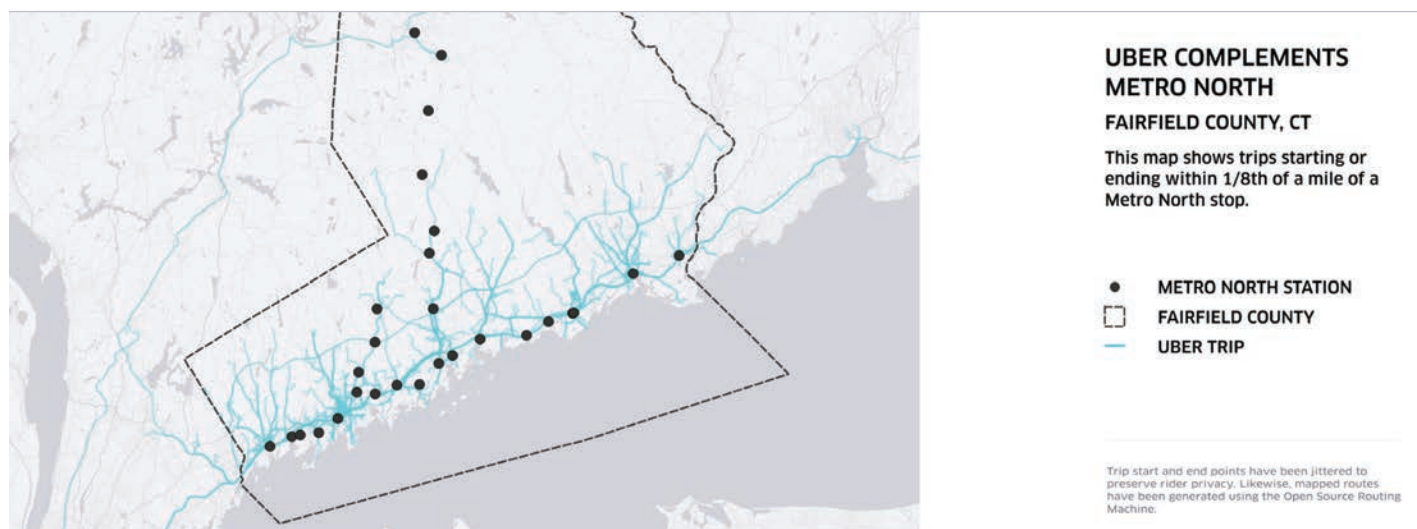 UBER COMPLEMENTS
METRO NORTH
FAIRFIELD COUNTY, CT
This map shows trips starting or
ending within 1/8th of a mile of a
Metro North stop.
METRO NORTH STATION
FAIRFIELD COUNTY
UBER TRIP
Trip start and end points have been jittered to
preserve rider privacy. Likewise, mapped routes
have been generated using the Open Source Routing
Machine.